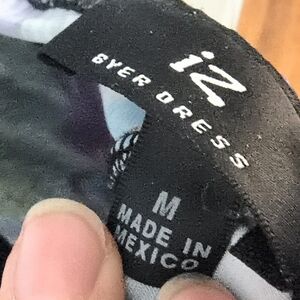 iZ
BYER DRESS
M
MADE IN
MEXICO